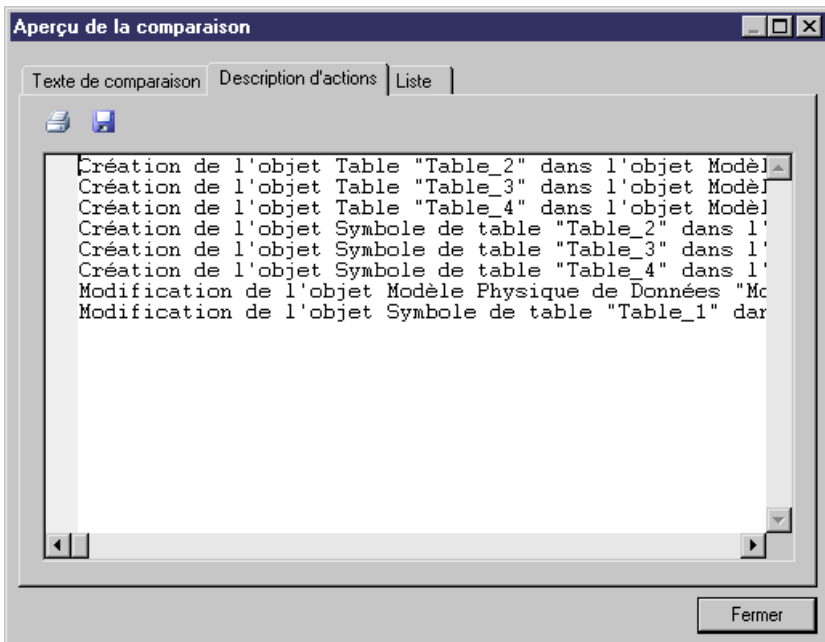 Aperçu de la comparaison
Texte de comparaison Description d'actions Liste
Création de l'objet Table "Table_2" dans l'objet Modèl
Création de l'objet Table "Table_3" dans l'objet Modèl
Création de l'objet Table "Table_4" dans l'objet Modèl
Création de l'objet Symbole de table "Table_2" dans l'
Création de l'objet Symbole de table "Table_3" dans l'
Création de l'objet Symbole de table "Table_4" dans l'
Modification de l'objet Modèle Physique de Données "Mo
Modification de l'objet Symbole de table "Table_1" dan
Fermer